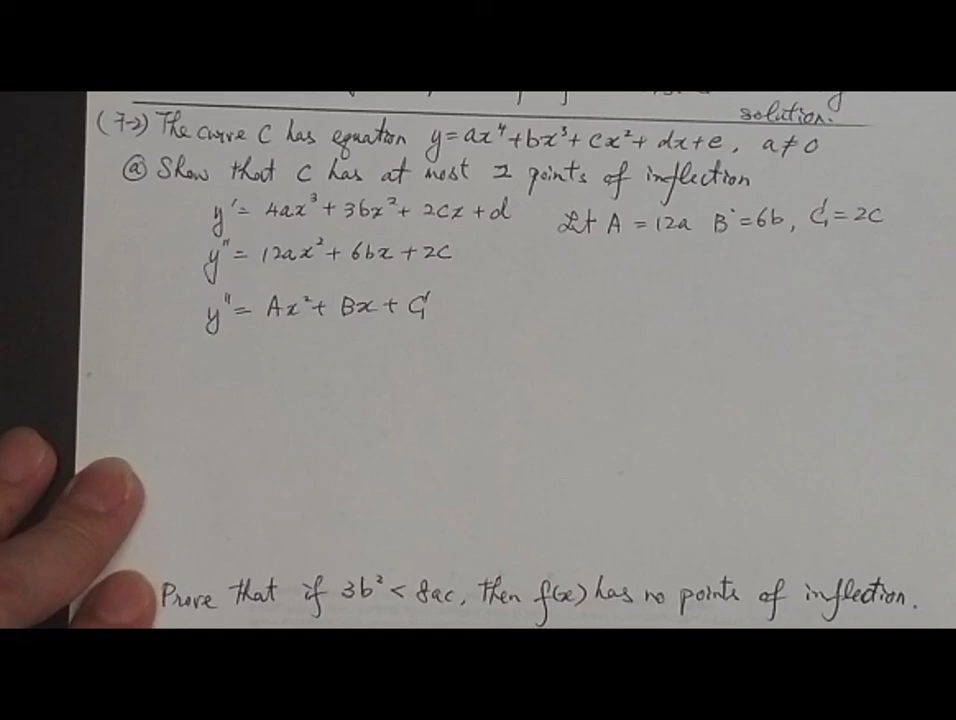 solution.
(7-2) The curve C has equation y=ax⁴+bx³+cx²+dx+e, a≠0
ⓐ Show that C has at most 2 points of inflection
y' = 4ax³+3bx²+2cx+d Let A = 12a B = 6b, C₁ = 2c
y'' = 12ax²+6bx+2c
y'' = Ax²+Bx+C₁
Prove that if 3b² < 8ac, then f(x) has no points of inflection.